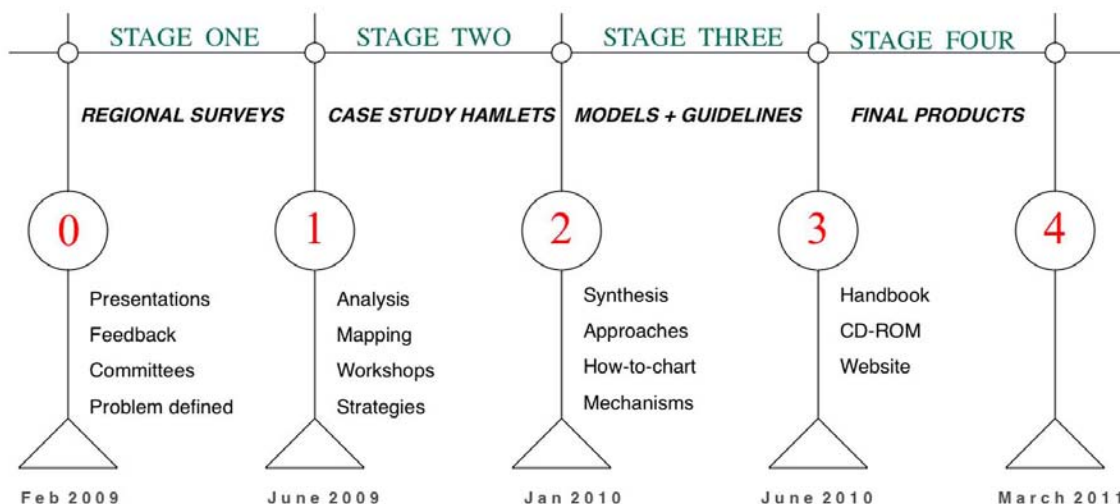 STAGE ONE
STAGE TWO
STAGE THREE
STAGE FOUR
REGIONAL SURVEYS
CASE STUDY HAMLETS
MODELS + GUIDELINES
FINAL PRODUCTS
0
1
2
3
4
Presentations
Feedback
Committees
Problem defined
Analysis
Mapping
Workshops
Strategies
Synthesis
Approaches
How-to-chart
Mechanisms
Handbook
CD-ROM
Website
Feb 2009
June 2009
Jan 2010
June 2010
March 2011